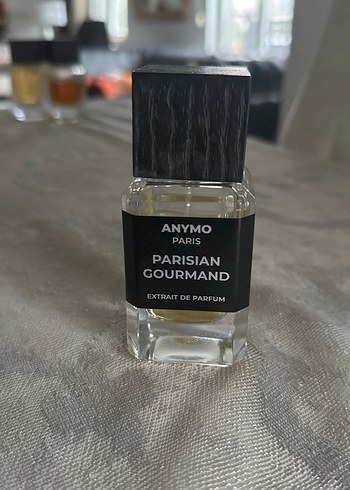 ANYMO
PARIS
PARISIAN
GOURMAND
EXTRAIT DE PARFUM